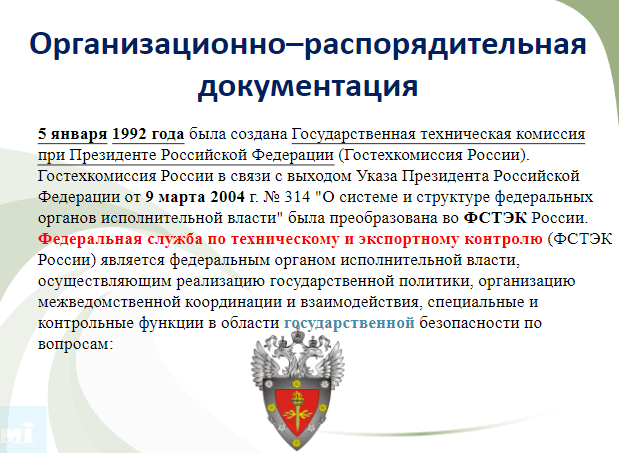 Организационно–распорядительная
документация
5 января 1992 года была создана Государственная техническая комиссия
при Президенте Российской Федерации (Гостехкомиссия России).
Гостехкомиссия России в связи с выходом Указа Президента Российской
Федерации от 9 марта 2004 г. № 314 "О системе и структуре федеральных
органов исполнительной власти" была преобразована во ФСТЭК России.
Федеральная служба по техническому и экспортному контролю (ФСТЭК
России) является федеральным органом исполнительной власти,
осуществляющим реализацию государственной политики, организацию
межведомственной координации и взаимодействия, специальные и
контрольные функции в области государственной безопасности по
вопросам:
mi